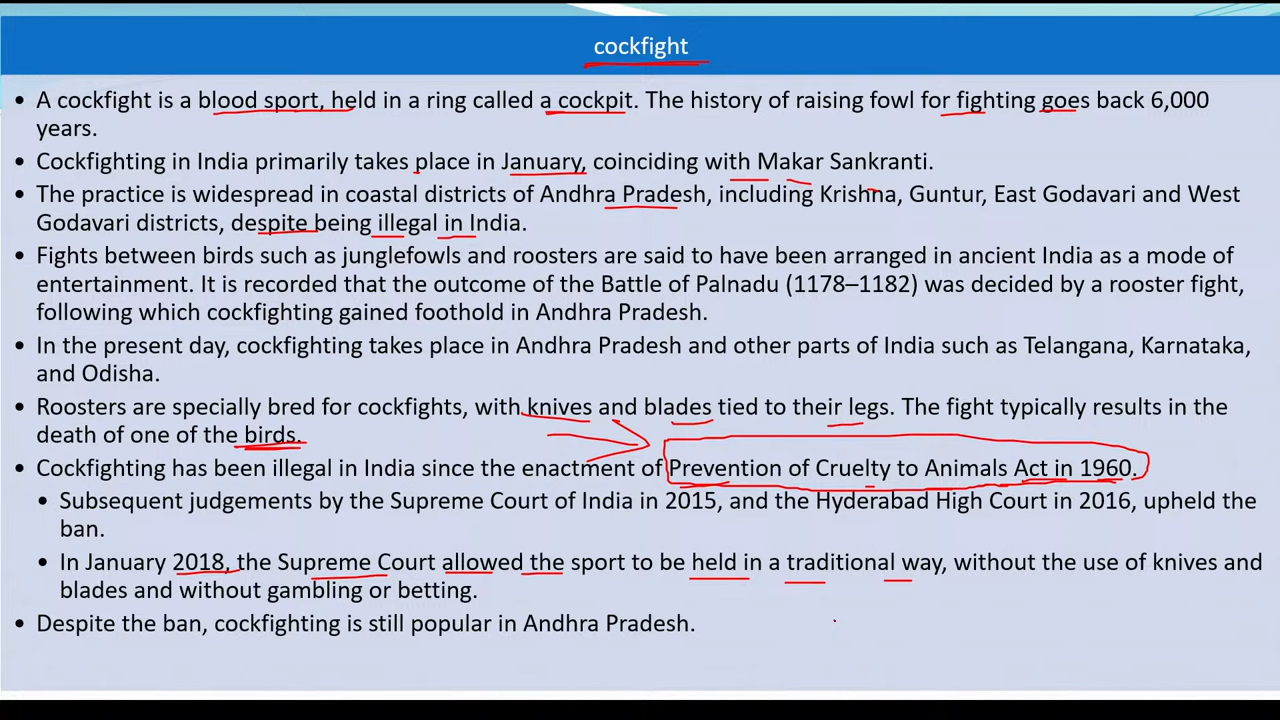 cockfight
• A cockfight is a blood sport, held in a ring called a cockpit. The history of raising fowl for fighting goes back 6,000
years.
• Cockfighting in India primarily takes place in January, coinciding with Makar Sankranti.
• The practice is widespread in coastal districts of Andhra Pradesh, including Krishna, Guntur, East Godavari and West
Godavari districts, despite being illegal in India.
• Fights between birds such as junglefowls and roosters are said to have been arranged in ancient India as a mode of
entertainment. It is recorded that the outcome of the Battle of Palnadu (1178–1182) was decided by a rooster fight,
following which cockfighting gained foothold in Andhra Pradesh.
• In the present day, cockfighting takes place in Andhra Pradesh and other parts of India such as Telangana, Karnataka,
and Odisha.
• Roosters are specially bred for cockfights, with knives and blades tied to their legs. The fight typically results in the
death of one of the birds.
• Cockfighting has been illegal in India since the enactment of Prevention of Cruelty to Animals Act in 1960.
• Subsequent judgements by the Supreme Court of India in 2015, and the Hyderabad High Court in 2016, upheld the
ban.
• In January 2018, the Supreme Court allowed the sport to be held in a traditional way, without the use of knives and
blades and without gambling or betting.
• Despite the ban, cockfighting is still popular in Andhra Pradesh.